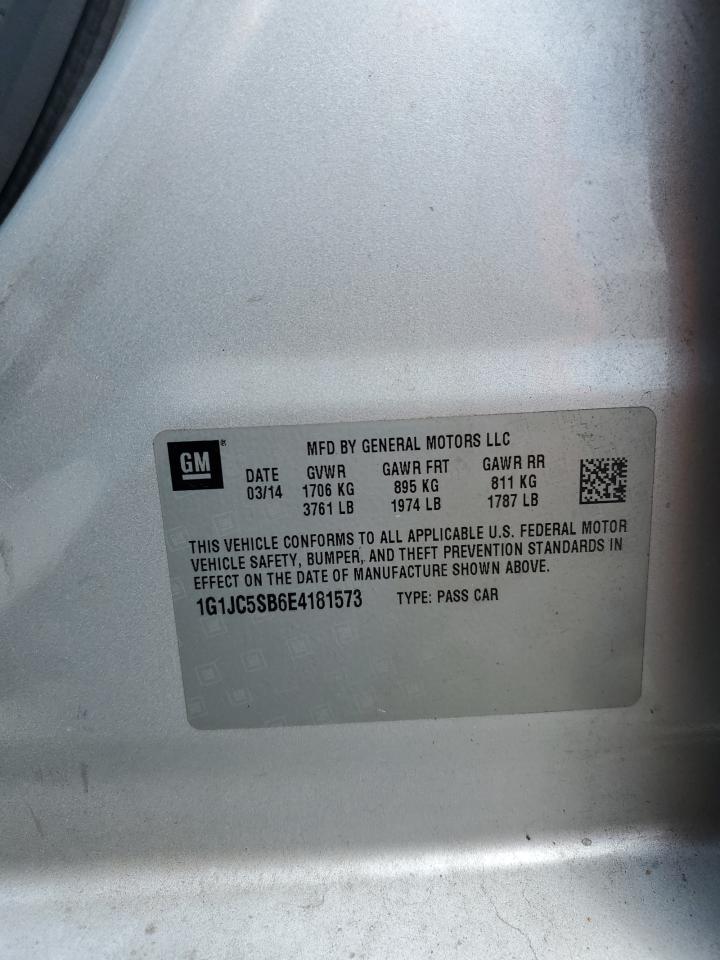 GM ®
MFD BY GENERAL MOTORS LLC
DATE GVWR GAWR FRT GAWR RR
03/14 1706 KG 895 KG 811 KG
3761 LB 1974 LB 1787 LB
THIS VEHICLE CONFORMS TO ALL APPLICABLE U.S. FEDERAL MOTOR
VEHICLE SAFETY, BUMPER, AND THEFT PREVENTION STANDARDS IN
EFFECT ON THE DATE OF MANUFACTURE SHOWN ABOVE.
1G1JC5SB6E4181573 TYPE: PASS CAR